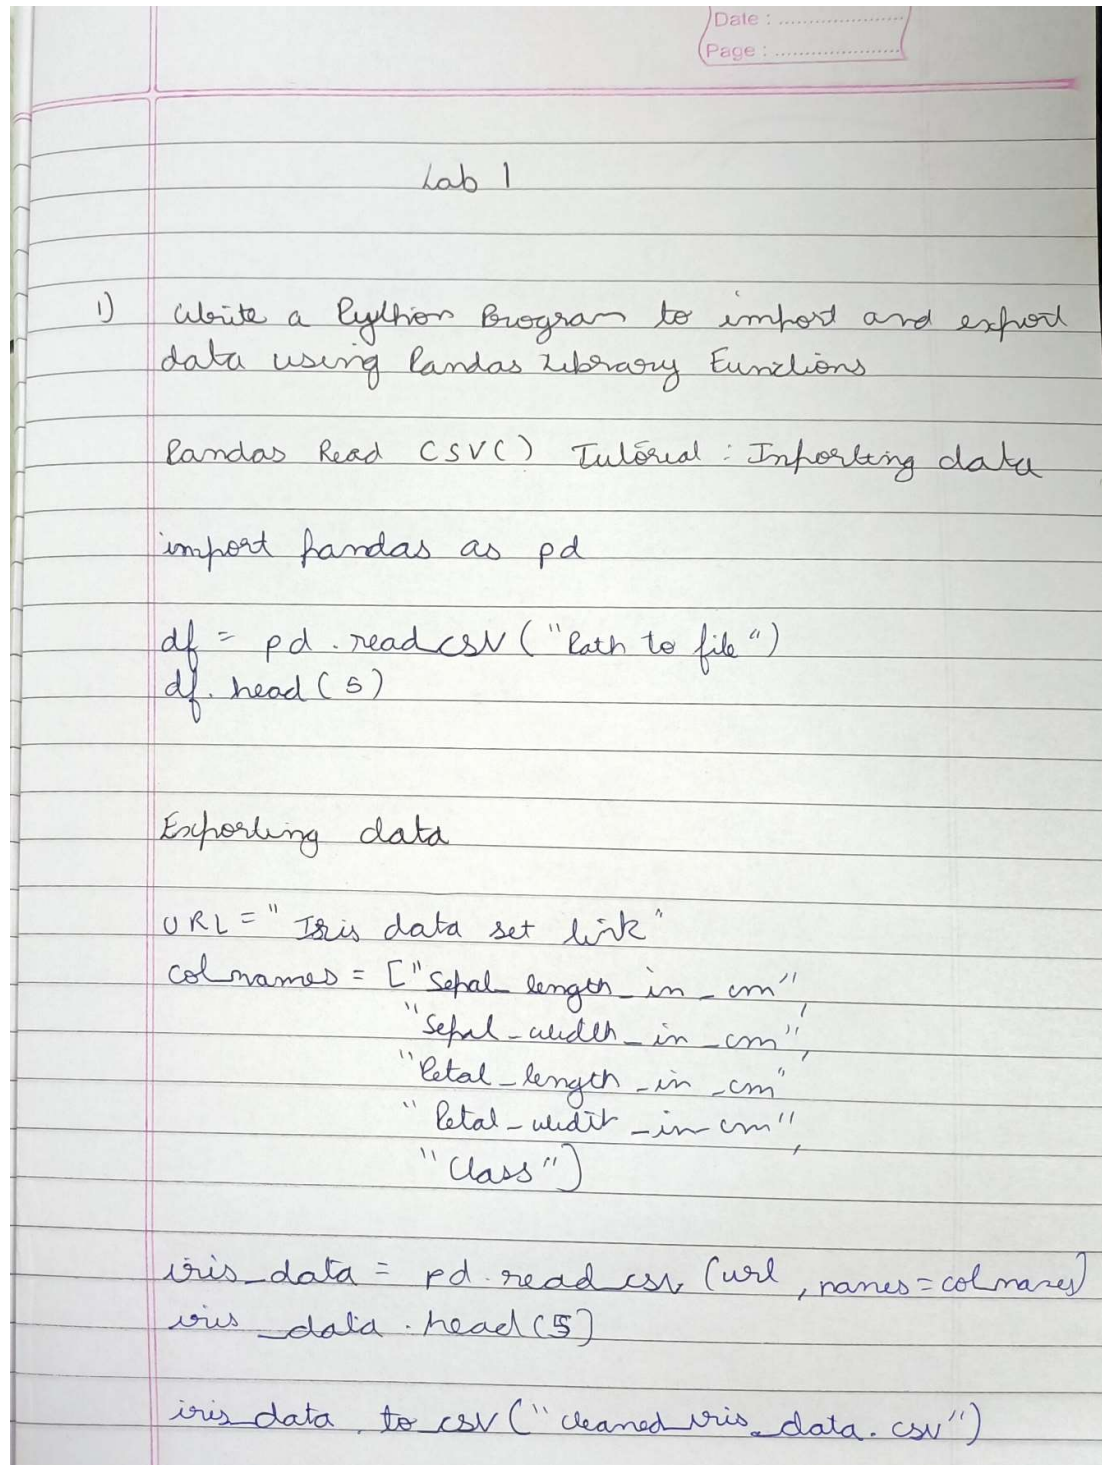 Date :
Page :
Lab 1
1) Write a Python Program to import and export
data using Pandas Library Functions
Pandas Read CSV() Tutorial : Importing data
import pandas as pd
df = pd.read_csv("Path to file")
df.head(5)
Exporting data
URL = "Iris data set link"
col_names = ["Sepal_length_in_cm",
"Sepal_width_in_cm",
"Petal_length_in_cm"
"Petal_widt_in_cm",
"Class"]
iris_data = pd.read_csv(url, names=col_names)
iris_data.head(5)
iris_data.to_csv("cleaned_iris_data.csv")